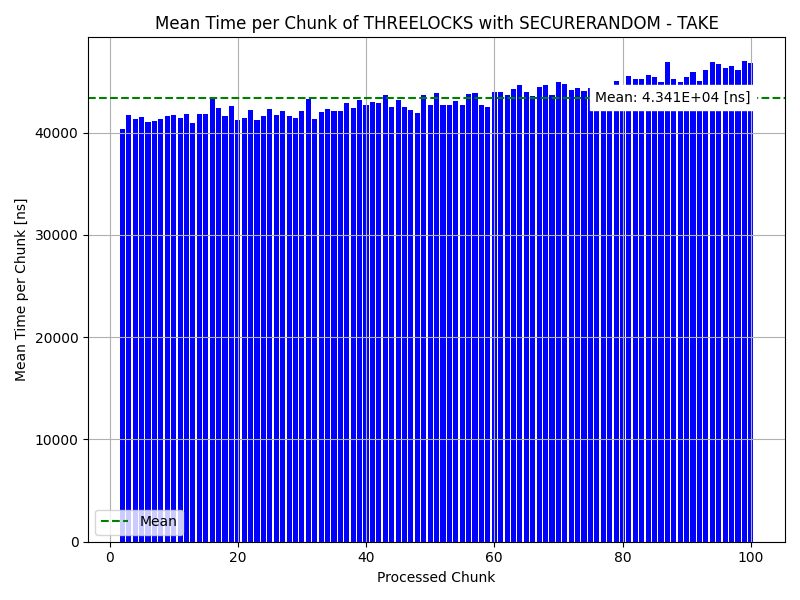 Mean Time per Chunk of THREELOCKS with SECURERANDOM - TAKE
Mean Time per Chunk [ns]
40000
30000
20000
10000
0
Mean: 4.341E+04 [ns]
Mean
0 20 40 60 80 100
Processed Chunk